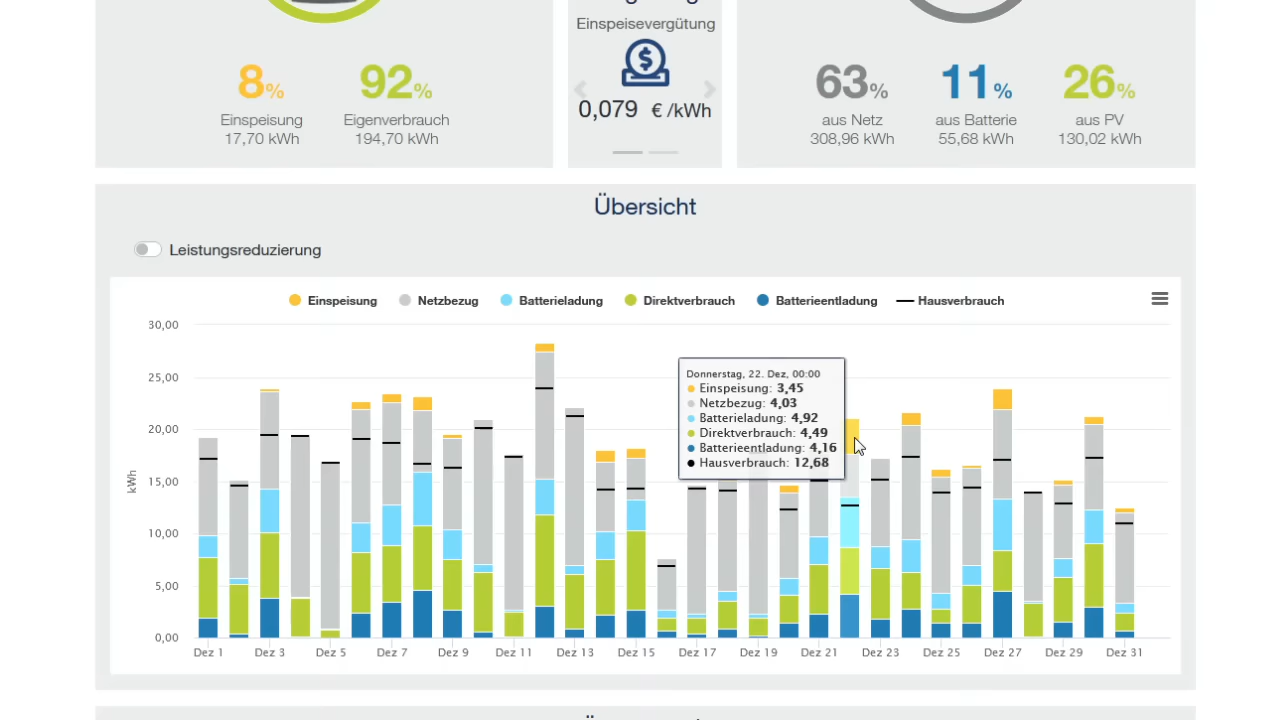 Einspeisevergütung
0,079 € /kWh
8% 92%
Einspeisung Eigenverbrauch
17,70 kWh 194,70 kWh
63% 11% 26%
aus Netz aus Batterie aus PV
308,96 kWh 55,68 kWh 130,02 kWh
Übersicht
Leistungsreduzierung
Einspeisung Netzbezug Batterieladung Direktverbrauch Batterieentladung Hausverbrauch
30,00
25,00
20,00
15,00
10,00
5,00
0,00
kWh
Donnerstag, 22. Dez, 00:00
Einspeisung: 3,45
Netzbezug: 4,03
Batterieladung: 4,92
Direktverbrauch: 4,49
Batterieentladung: 4,16
Hausverbrauch: 12,68
Dez 1 Dez 3 Dez 5 Dez 7 Dez 9 Dez 11 Dez 13 Dez 15 Dez 17 Dez 19 Dez 21 Dez 23 Dez 25 Dez 27 Dez 29 Dez 31